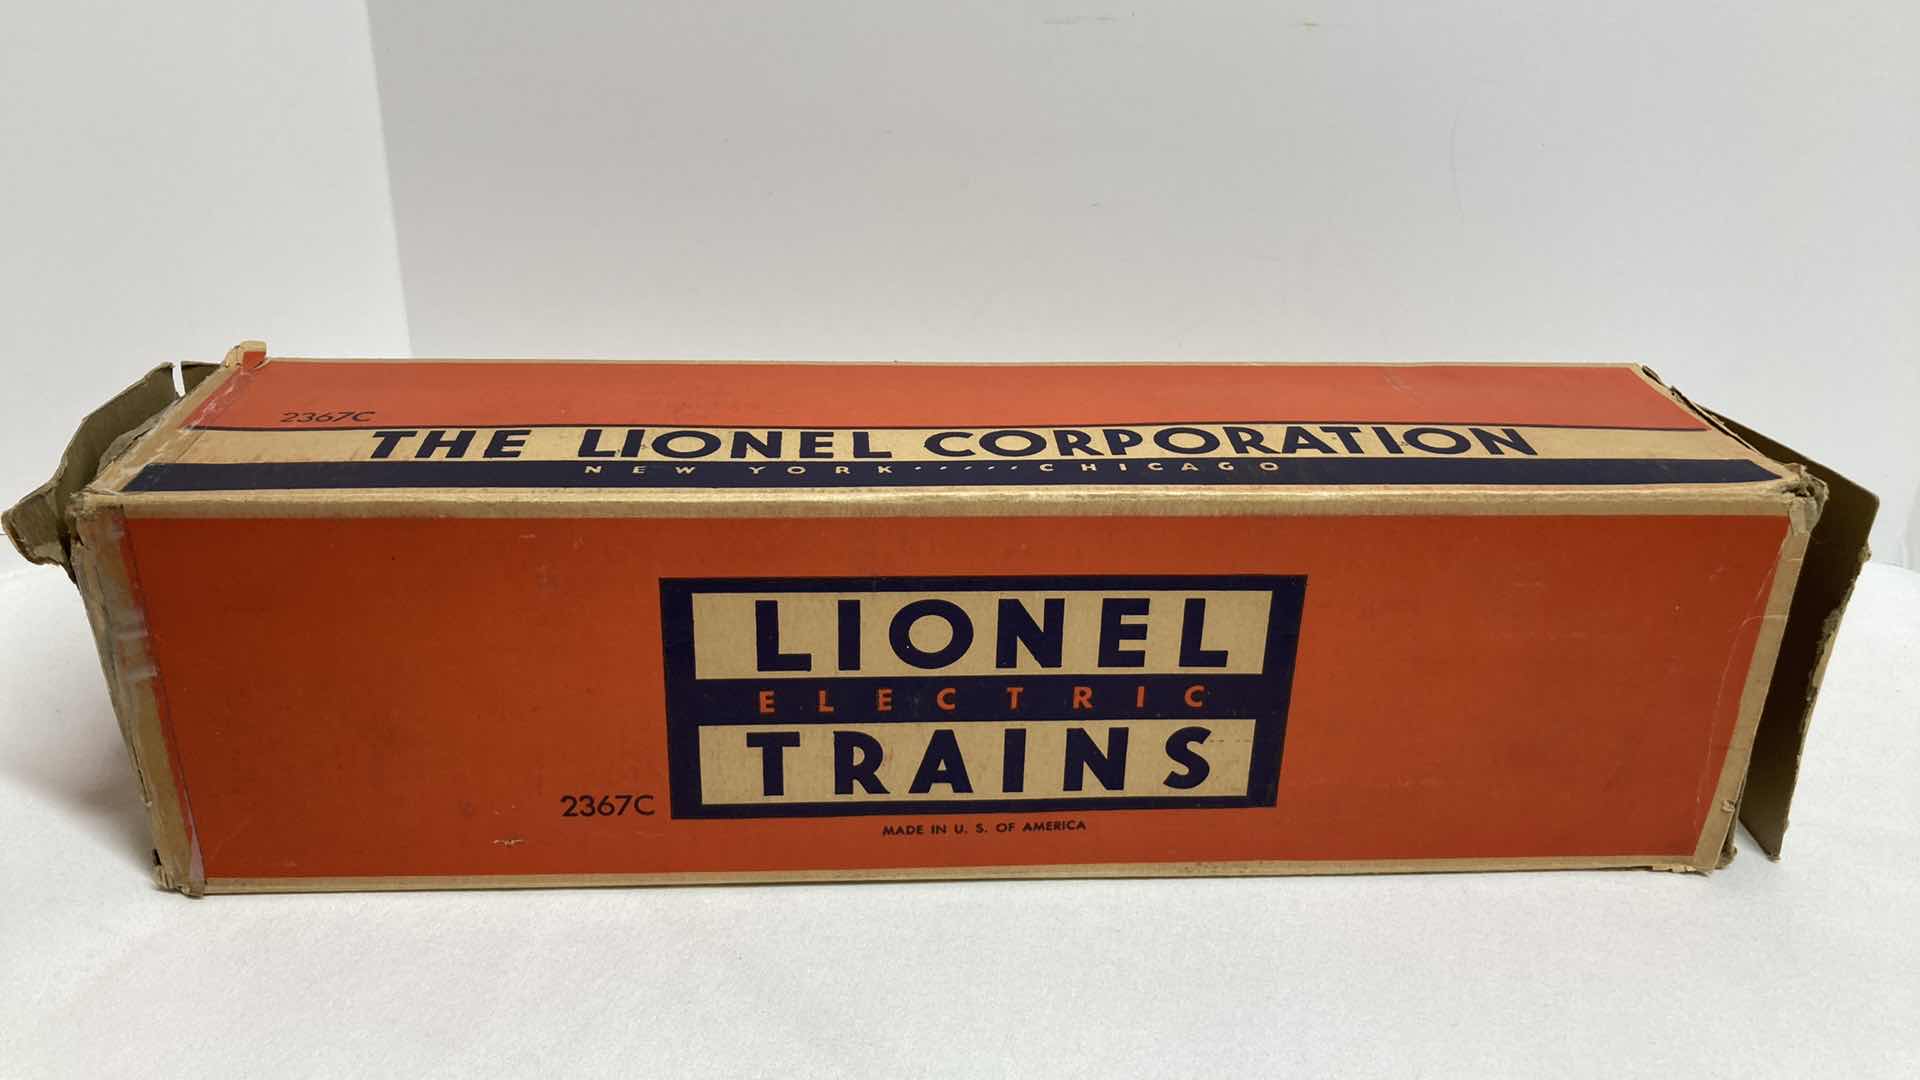 2367C
THE LIONEL CORPORATION
NEW YORK ······ CHICAGO
LIONEL
ELECTRIC
TRAINS
2367C
MADE IN U. S. OF AMERICA